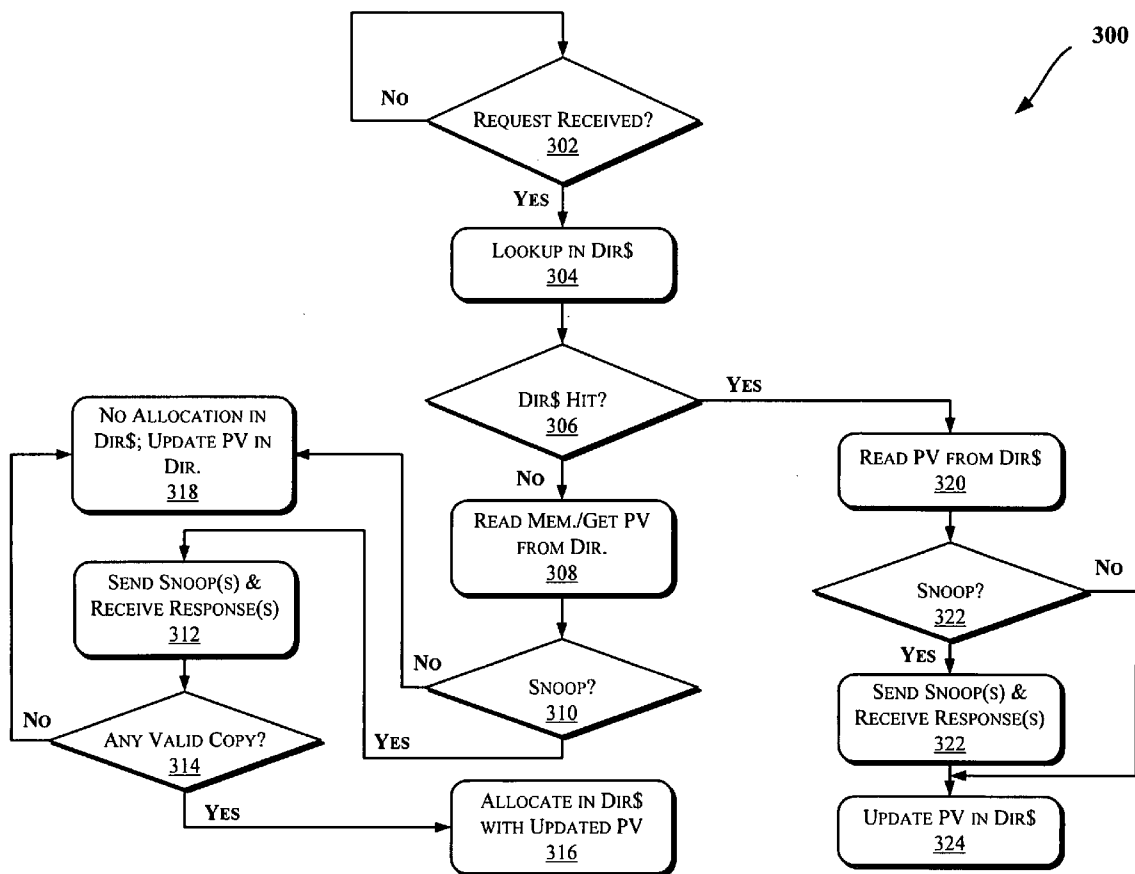 300
NO
REQUEST RECEIVED?
302
YES
LOOKUP IN DIR$
304
DIR$ HIT?
306
YES
NO
NO ALLOCATION IN
DIR$; UPDATE PV IN
DIR.
318
READ MEM./GET PV
FROM DIR.
308
READ PV FROM DIR$
320
SEND SNOOP(S) &
RECEIVE RESPONSE(S)
312
SNOOP?
310
NO
YES
SNOOP?
322
NO
YES
ANY VALID COPY?
314
NO
YES
ALLOCATE IN DIR$
WITH UPDATED PV
316
SEND SNOOP(S) &
RECEIVE RESPONSE(S)
322
UPDATE PV IN DIR$
324